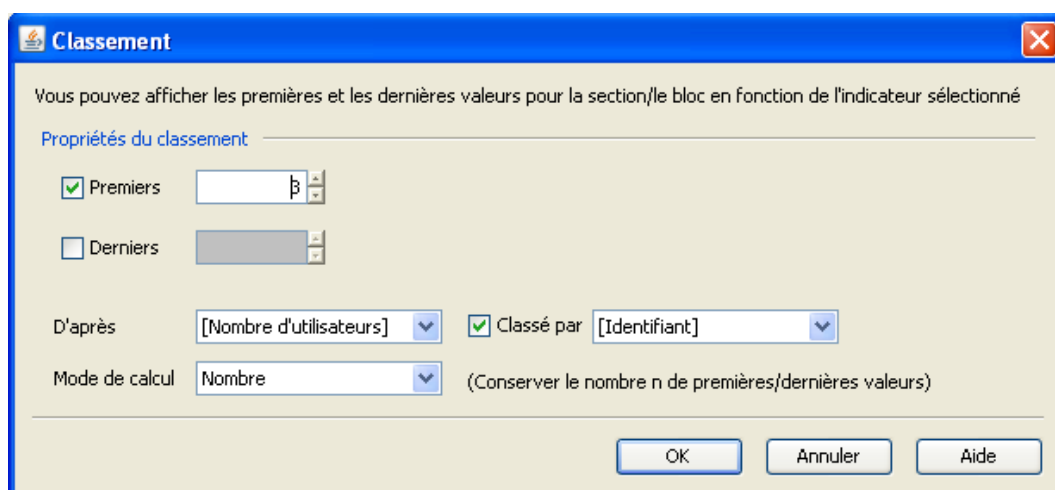 Classement
Vous pouvez afficher les premières et les dernières valeurs pour la section/le bloc en fonction de l'indicateur sélectionné
Propriétés du classement
Premiers 3
Derniers
D'après [Nombre d'utilisateurs] Classé par [Identifiant]
Mode de calcul Nombre (Conserver le nombre n de premières/dernières valeurs)
OK Annuler Aide